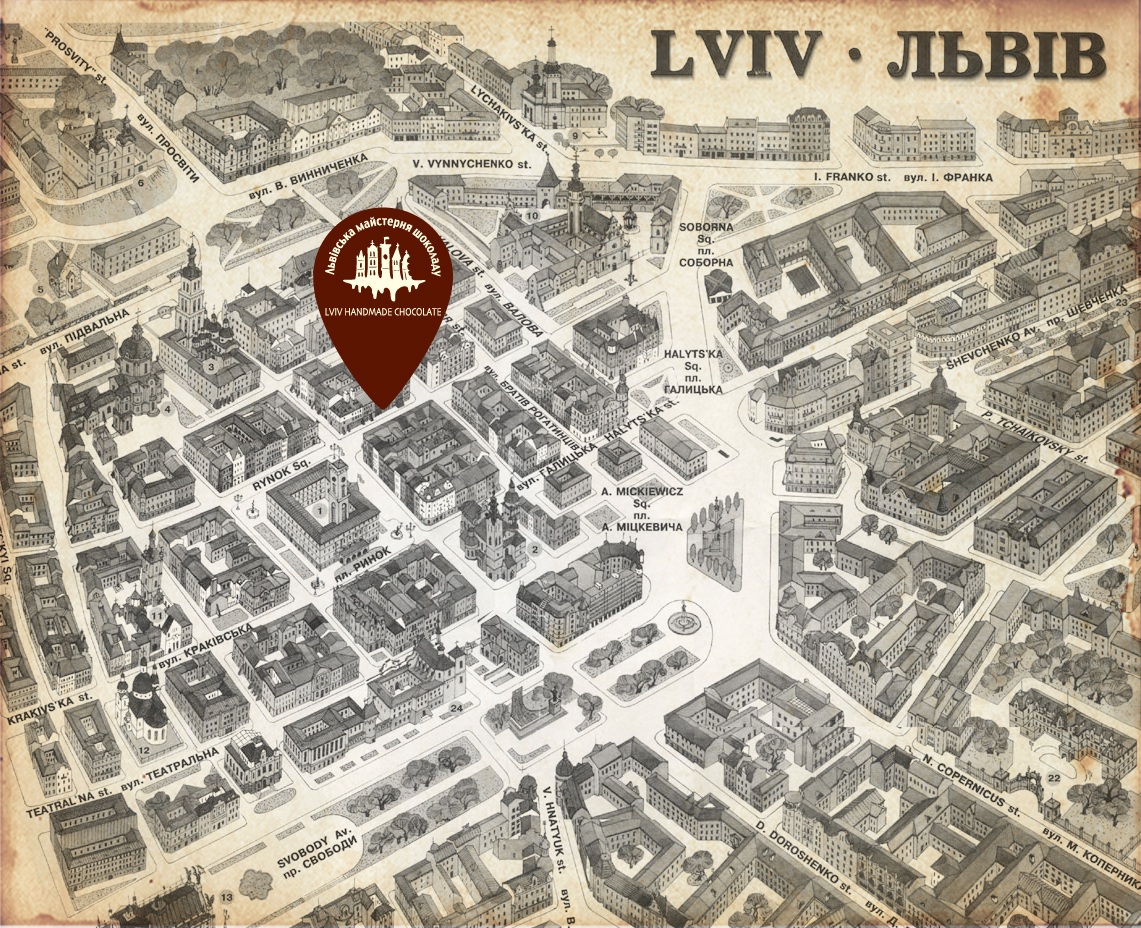 LVIV · ЛЬВІВ
"PROSVITY" st.
вул. ПРОСВІТИ
LYCHAKIVS'KA st.
9
V. VYNNYCHENKO st.
вул. В. ВИННИЧЕНКА
I. FRANKO st. вул. І. ФРАНКА
6
10
SOBORNA
Sq.
пл.
СОБОРНА
Львівська майстерня шоколаду
LVIV HANDMADE CHOCOLATE
LOVA st.
вул. ВАЛОВА
5
вул. ПІДВАЛЬНА
A st.
3
4
st.
23
SHEVCHENKO Av. пр. ШЕВЧЕНКА
HALYTS'KA
Sq.
пл.
ГАЛИЦЬКА
вул. БРАТІВ РОГАТИНЦІВ
HALYTS'KA st.
вул. ГАЛИЦЬКА
P. TCHAIKOVSKY st.
RYNOK Sq.
1
A. MICKIEWICZ
Sq.
пл.
А. МІЦКЕВИЧА
2
пл. РИНОК
вул. КРАКІВСЬКА
KRAKIVS'KA st.
24
12
вул. ТЕАТРАЛЬНА
TEATRAL'NA st.
SVOBODY Av.
пр. СВОБОДИ
13
V. HNATYUK st. вул. В.
D. DOROSHENKO st. вул. Д.
N. COPERNICUS st. вул. М. КОПЕРНИК
22